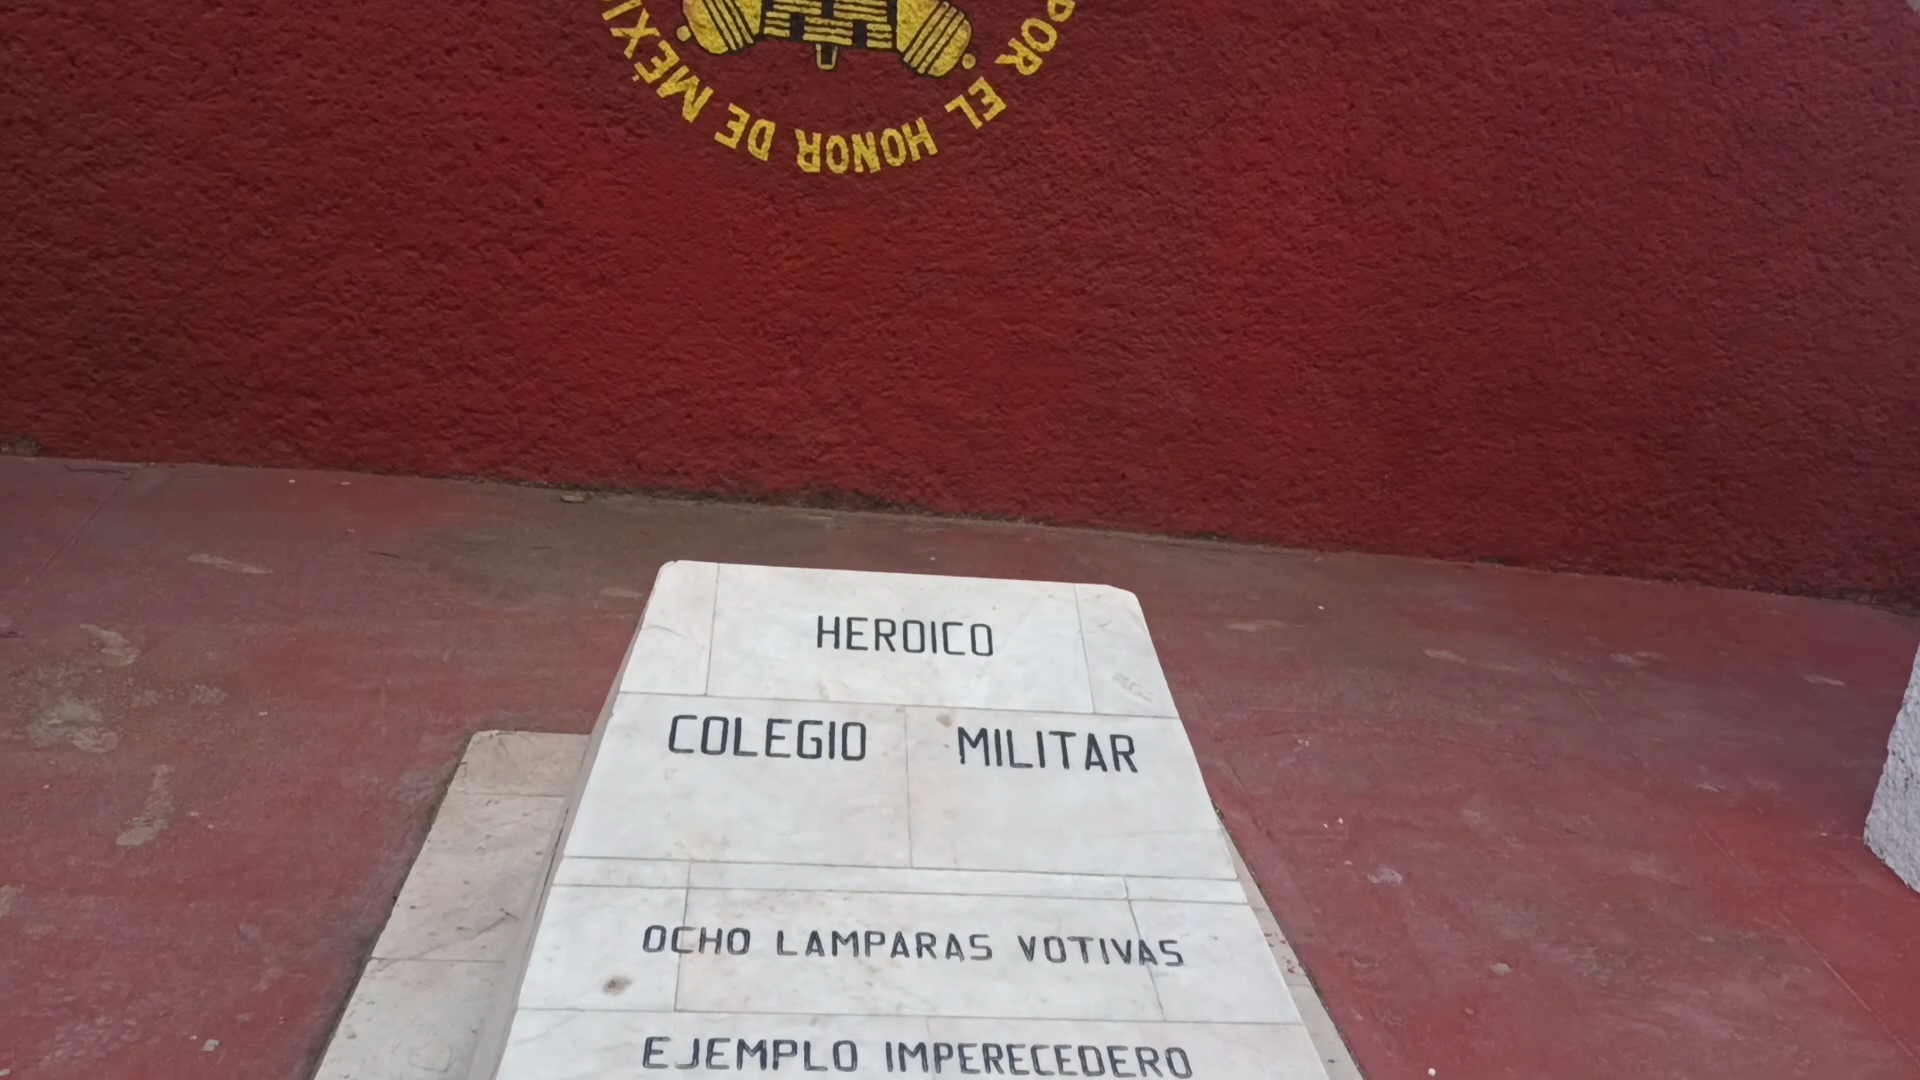 POR EL HONOR DE MÉXI
HEROICO
COLEGIO MILITAR
OCHO LAMPARAS VOTIVAS
EJEMPLO IMPERECEDERO